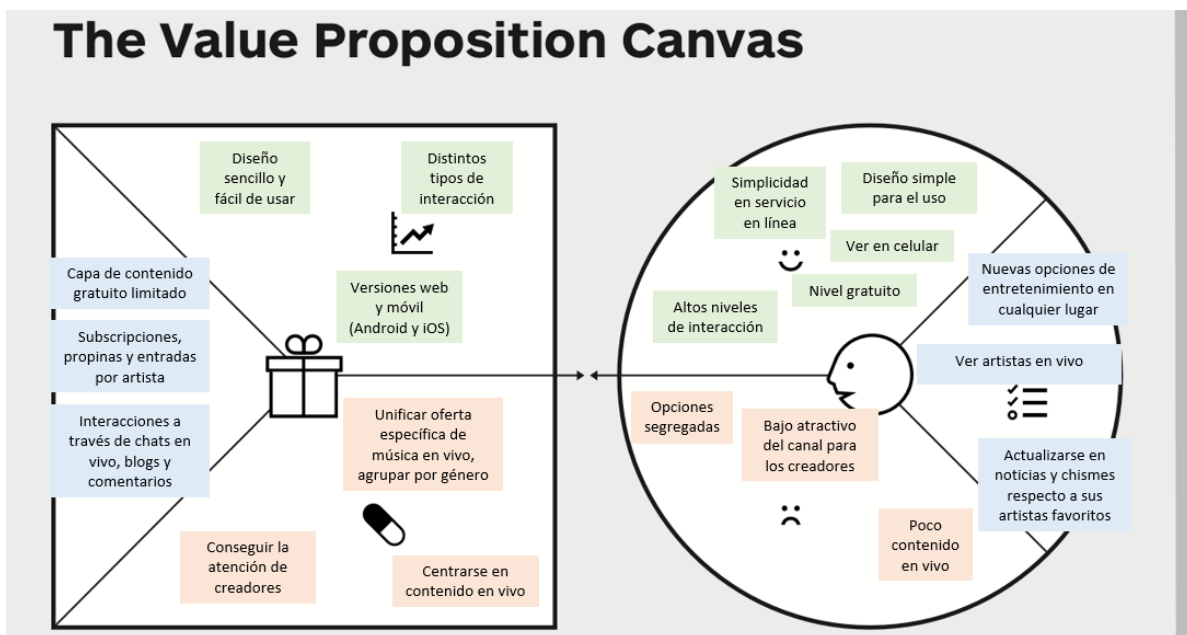 The Value Proposition Canvas
Diseño
sencillo y
fácil de usar
Distintos
tipos de
interacción
Capa de contenido
gratuito limitado
Versiones web
y móvil
(Android y iOS)
Subscripciones,
propinas y entradas
por artista
Interacciones a
través de chats en
vivo, blogs y
comentarios
Unificar oferta
específica de
música en vivo,
agrupar por género
Conseguir la
atención de
creadores
Centrarse en
contenido en vivo
Simplicidad
en servicio
en línea
Diseño simple
para el uso
Ver en celular
Nivel gratuito
Altos niveles
de interacción
Nuevas opciones de
entretenimiento en
cualquier lugar
Ver artistas en vivo
Actualizarse en
noticias y chismes
respecto a sus
artistas favoritos
Opciones
segregadas
Bajo atractivo
del canal para
los creadores
Poco
contenido
en vivo